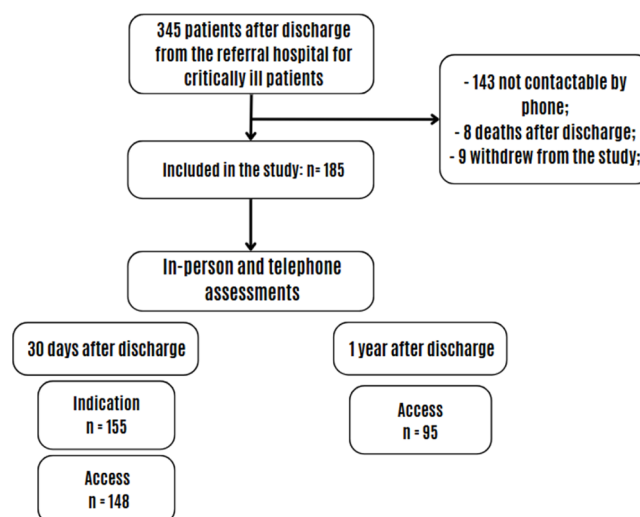 345 patients after discharge
from the referral hospital for
critically ill patients
- 143 not contactable by
phone;
- 8 deaths after discharge;
- 9 withdrew from the study;
Included in the study: n= 185
In-person and telephone
assessments
30 days after discharge
1 year after discharge
Indication
n = 155
Access
n = 95
Access
n = 148